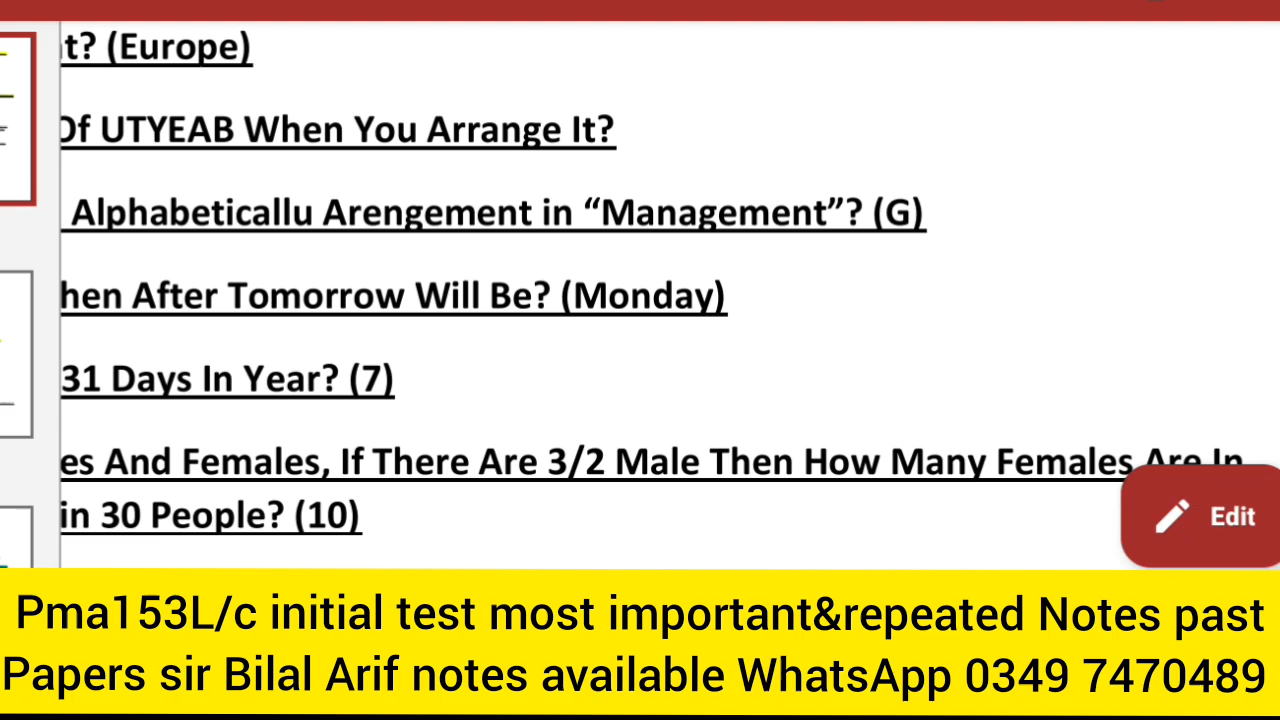 t? (Europe)
Of UTYEAB When You Arrange It?
Alphabeticallu Arengement in “Management”? (G)
hen After Tomorrow Will Be? (Monday)
31 Days In Year? (7)
es And Females, If There Are 3/2 Male Then How Many Females Are In
in 30 People? (10)
Edit
Pma153L/c initial test most important&repeated Notes past
Papers sir Bilal Arif notes available WhatsApp 0349 7470489